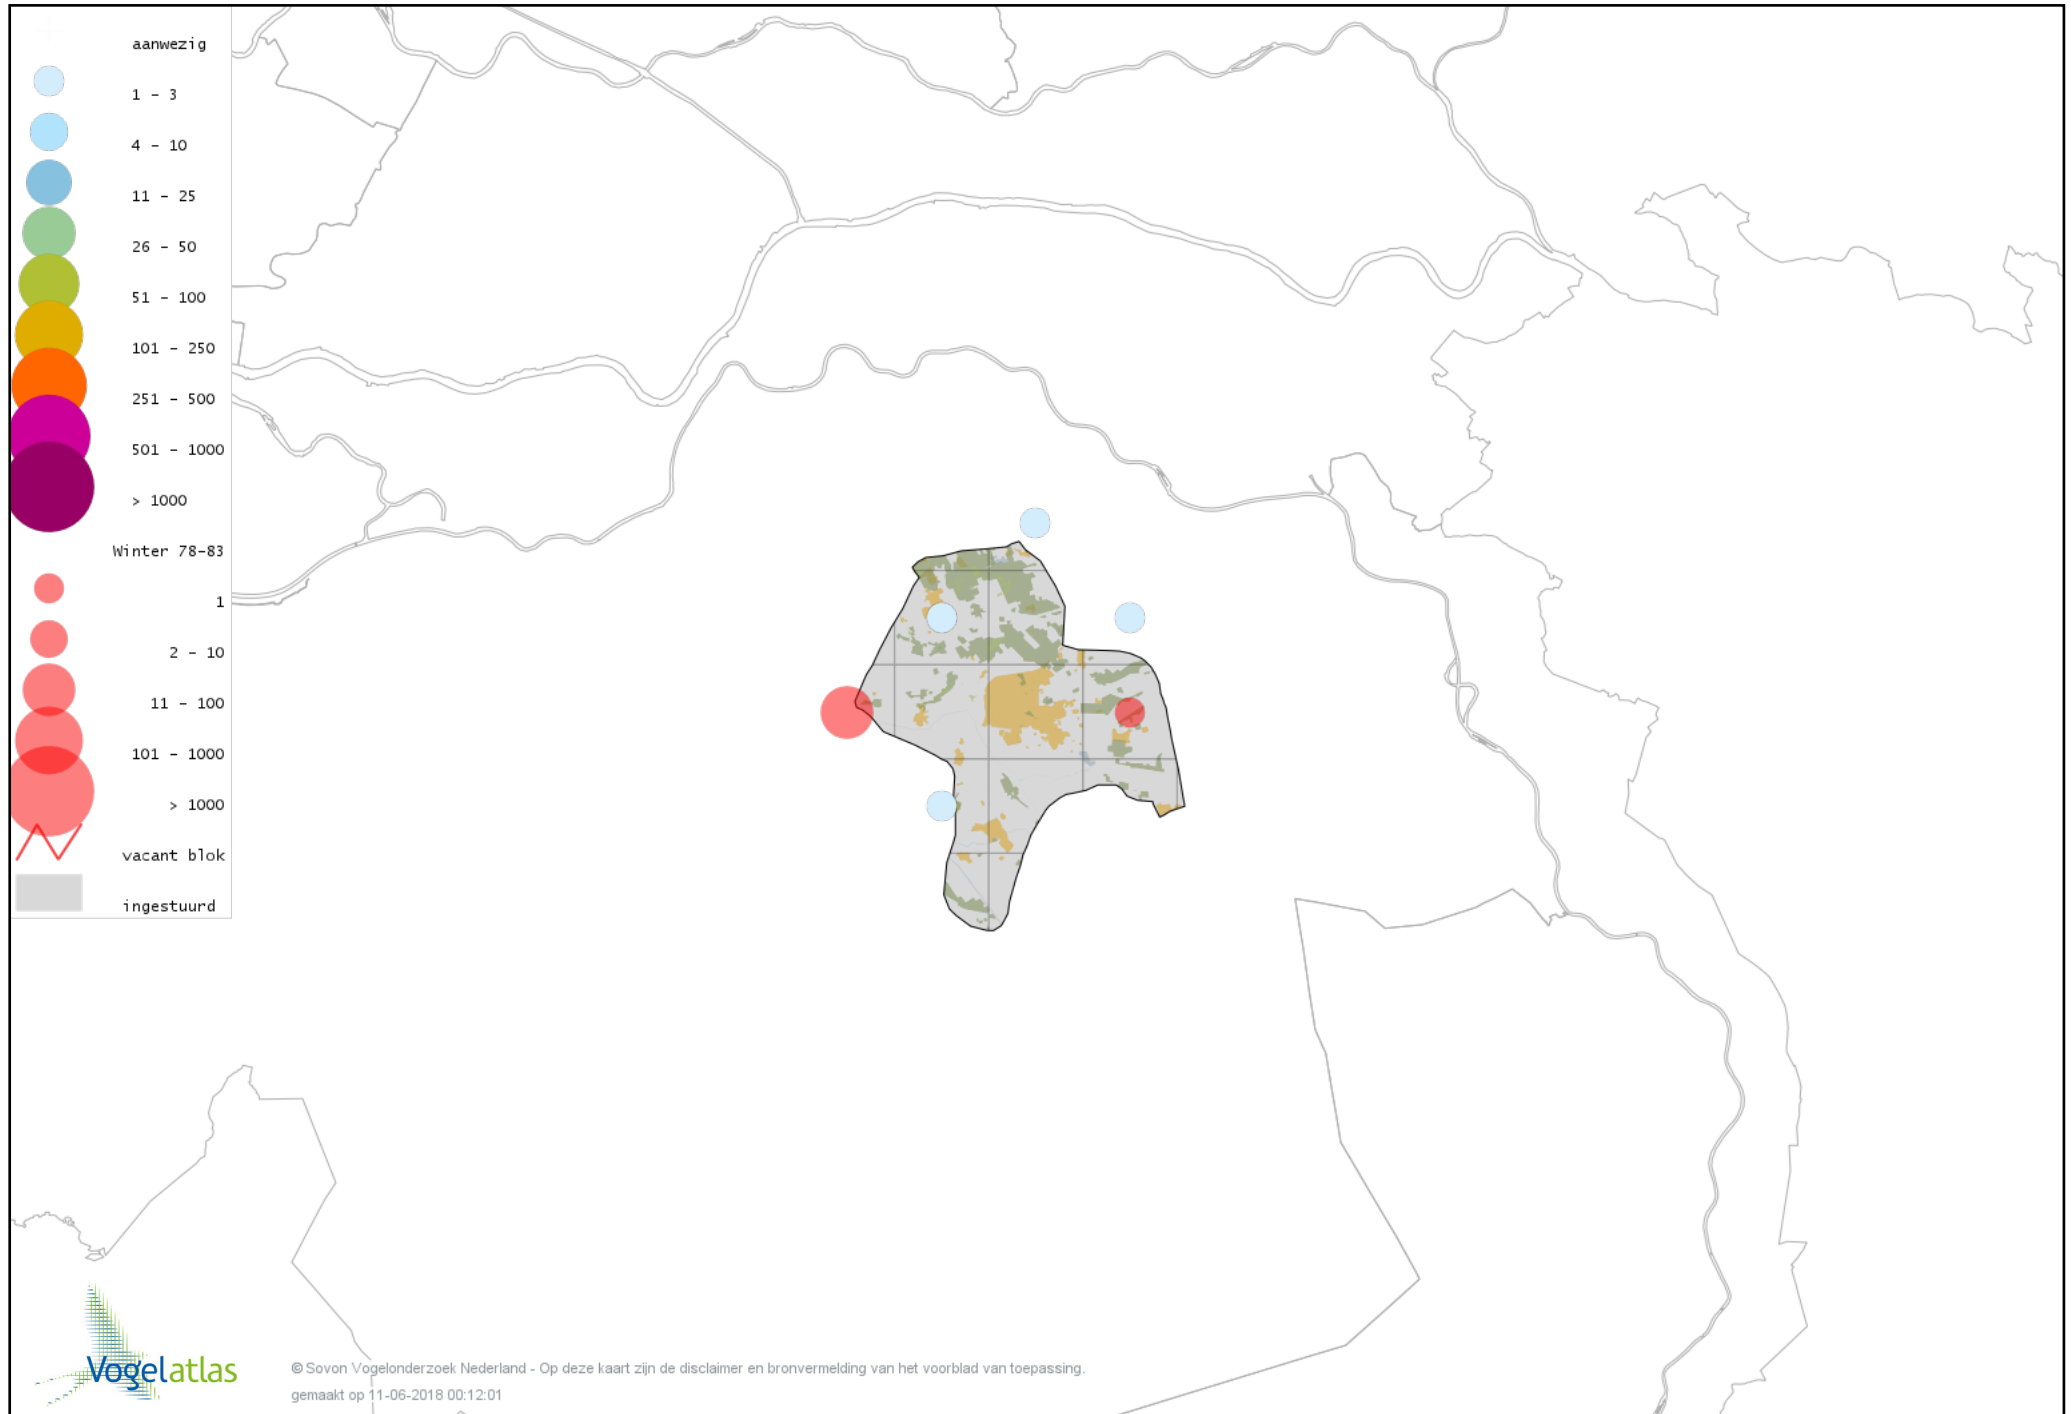 aanwezig
1 - 3
4 - 10
11 - 25
26 - 50
51 - 100
101 - 250
251 - 500
501 - 1000
> 1000
Winter 78-83
1
2 - 10
11 - 100
101 - 1000
> 1000
vacant blok
ingestuurd
Vogelatlas
© Sovon Vogelonderzoek Nederland - Op deze kaart zijn de disclaimer en bronvermelding van het voorblad van toepassing.
gemaakt op 11-06-2018 00:12:01